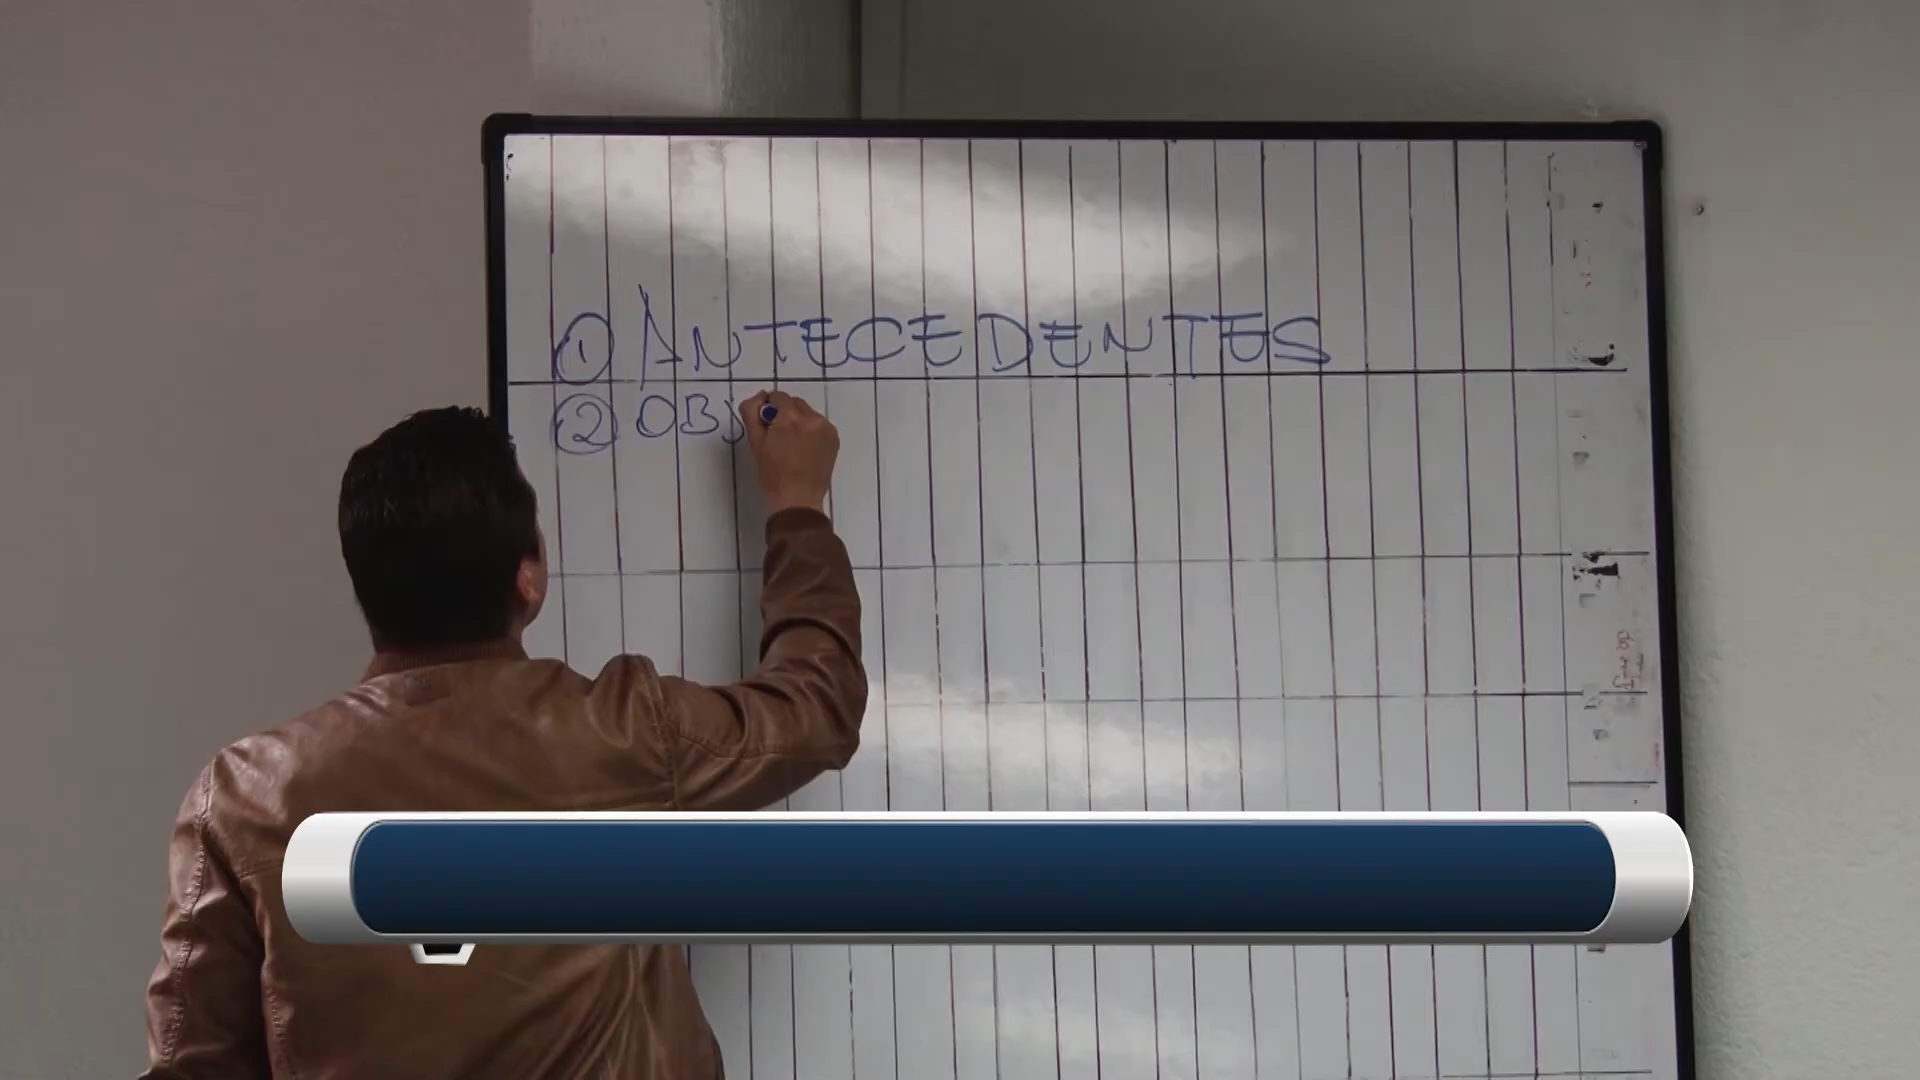 ① ANTECEDENTES
② OBJ